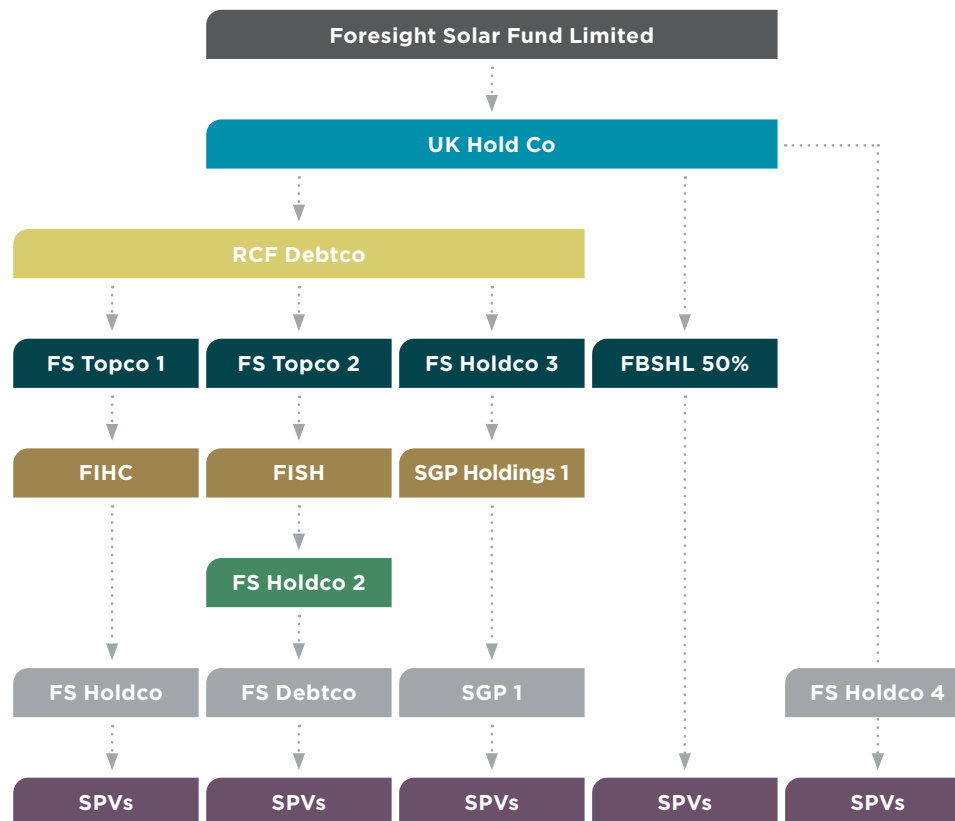 Foresight Solar Fund Limited
UK Hold Co
RCF Debtco
FS Topco 1
FS Topco 2
FS Holdco 3
FBSHL 50%
FIHC
FISH
SGP Holdings 1
FS Holdco 2
FS Holdco
FS Debtco
SGP 1
FS Holdco 4
SPVs
SPVs
SPVs
SPVs
SPVs